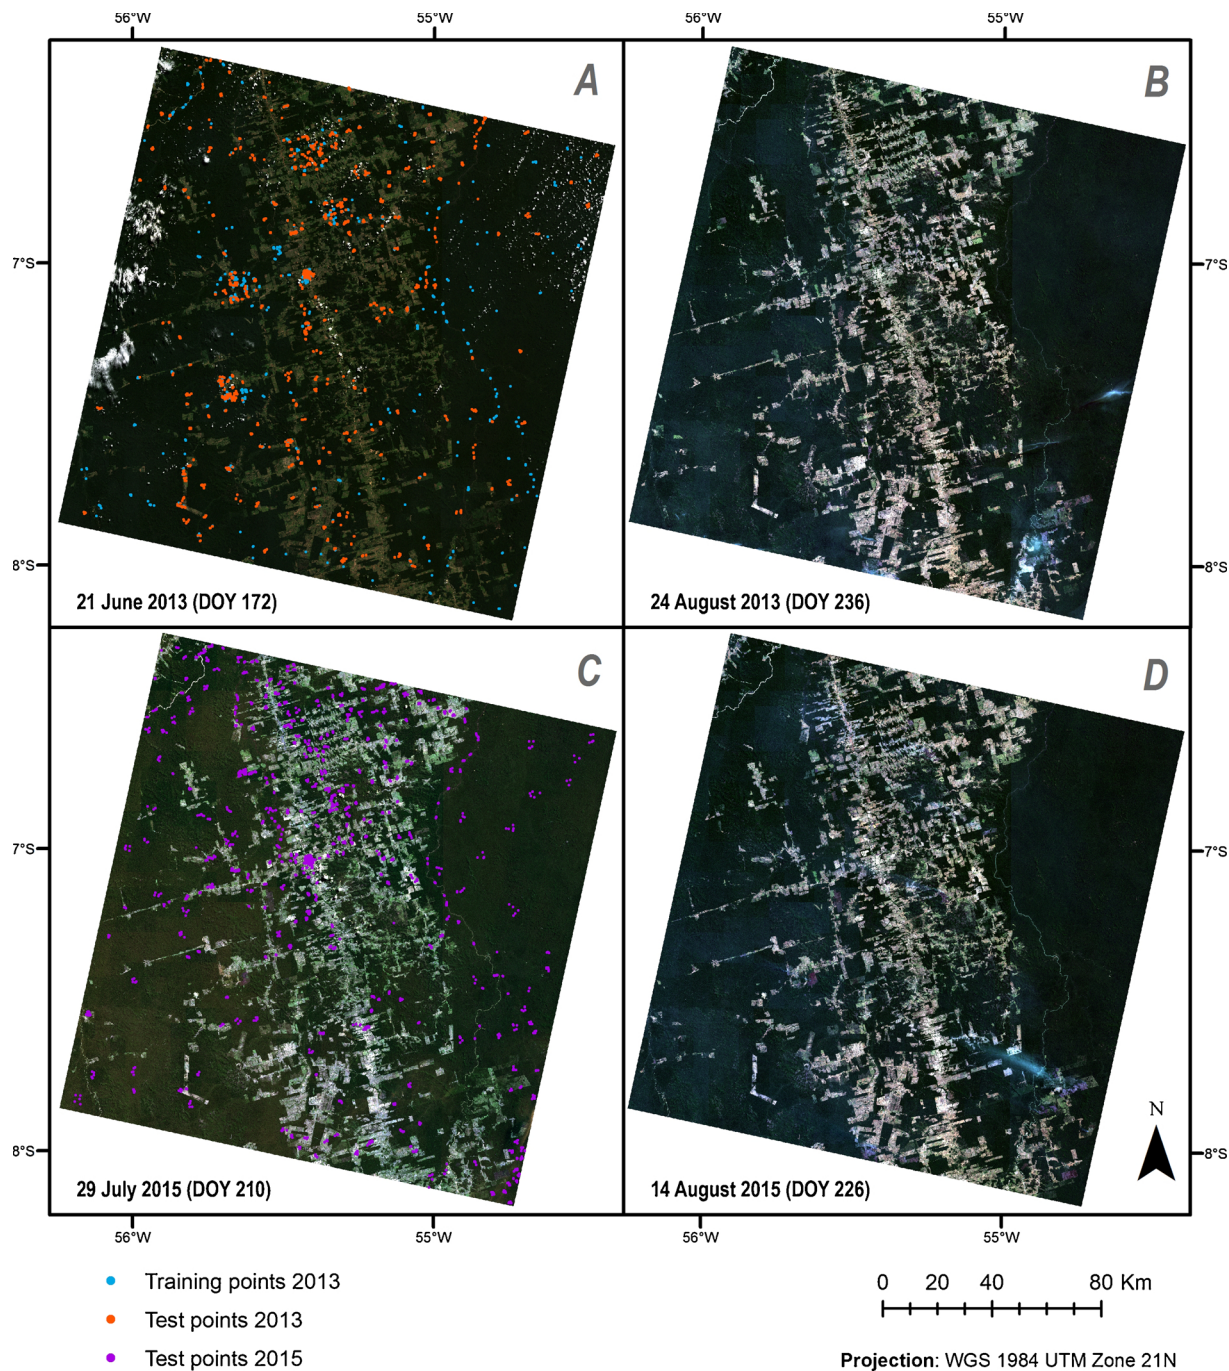 56°W 55°W 56°W 55°W
A B
7°S 7°S
8°S 8°S
21 June 2013 (DOY 172) 24 August 2013 (DOY 236)
C D
7°S 7°S
N
8°S 8°S
29 July 2015 (DOY 210) 14 August 2015 (DOY 226)
56°W 55°W 56°W 55°W
Training points 2013
Test points 2013
Test points 2015
0 20 40 80 Km
Projection: WGS 1984 UTM Zone 21N